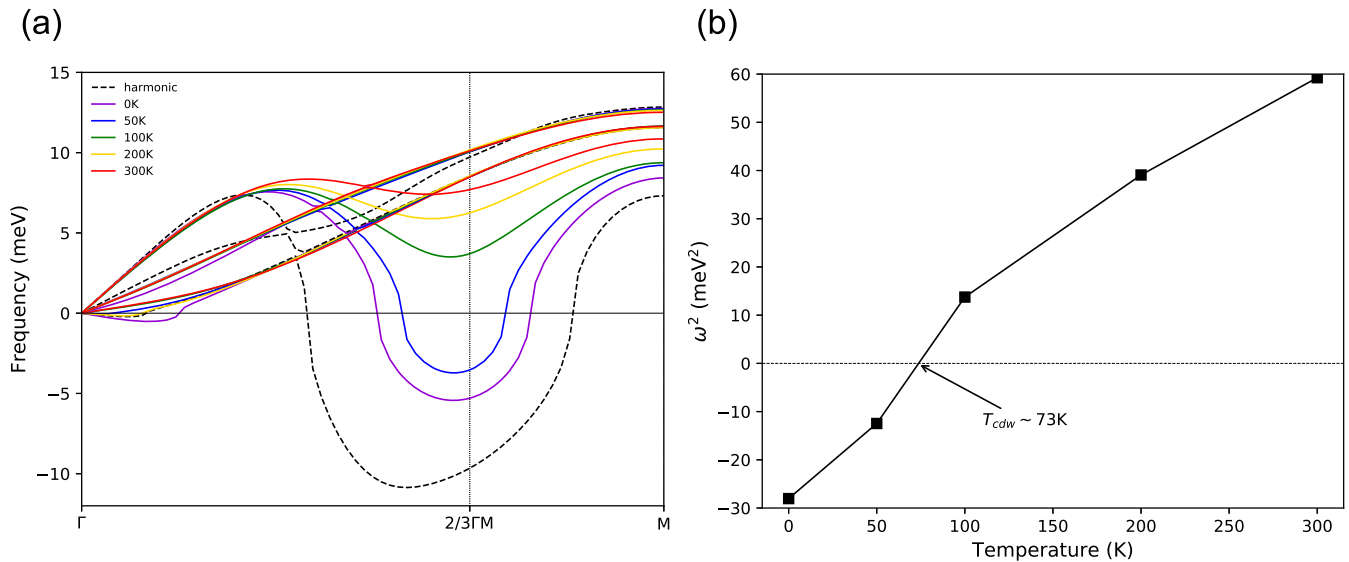 (a)
Frequency (meV)
15
10
5
0
−5
−10
harmonic
0K
50K
100K
200K
300K
Γ
2/3ΓM
M
(b)
ω² (meV²)
60
50
40
30
20
10
0
−10
−20
−30
T_cdw ~ 73K
0
50
100
150
200
250
300
Temperature (K)